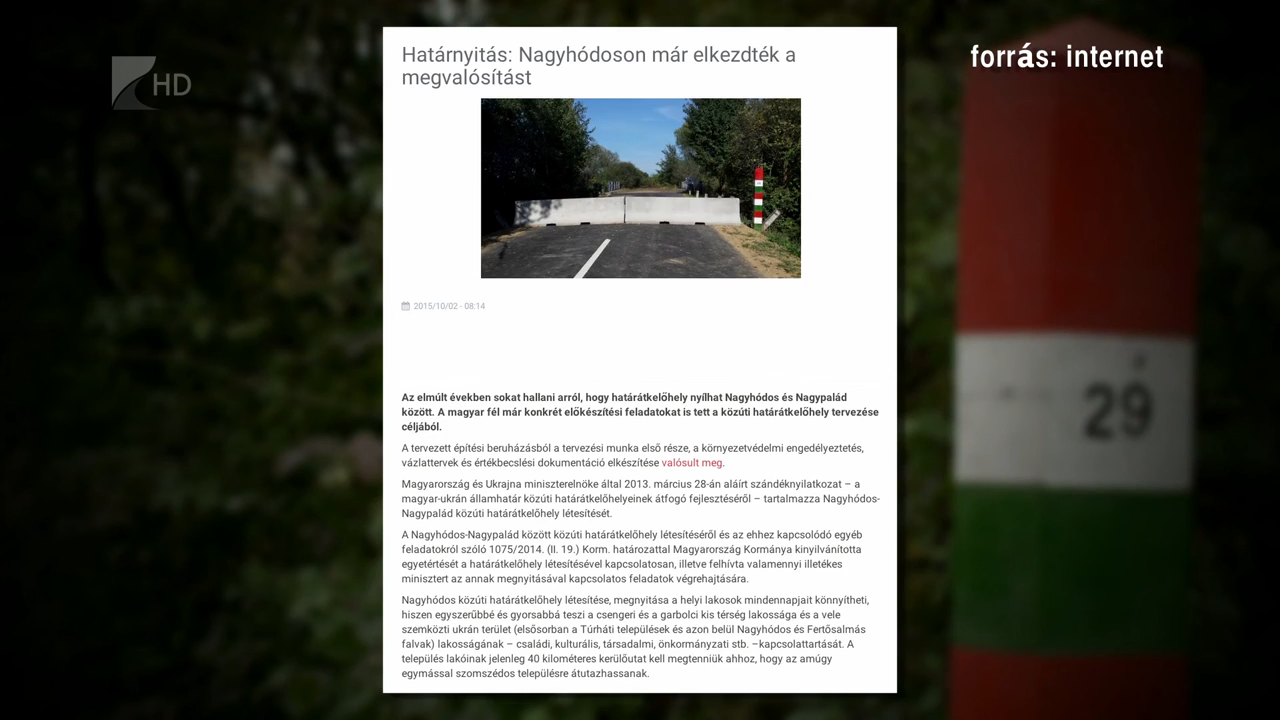 Határnyitás: Nagyhódoson már elkezdték a
megvalósítást
forrás: internet
HD
2015/10/02 - 08:14
Az elmúlt években sokat hallani arról, hogy határátkelőhely nyílhat Nagyhódos és Nagypalád
között. A magyar fél már konkrét előkészítési feladatokat is tett a közúti határátkelőhely tervezése
céljából.
A tervezett építési beruházásból a tervezési munka első része, a környezetvédelmi engedélyeztetés,
vázlattervek és értékbecslési dokumentáció elkészítése valósult meg.
Magyarország és Ukrajna miniszterelnöke által 2013. március 28-án aláírt szándéknyilatkozat – a
magyar-ukrán államhatár közúti határátkelőhelyeinek átfogó fejlesztéséről – tartalmazza Nagyhódos-
Nagypalád közúti határátkelőhely létesítését.
A Nagyhódos-Nagypalád között közúti határátkelőhely létesítéséről és az ehhez kapcsolódó egyéb
feladatokról szóló 1075/2014. (II. 19.) Korm. határozattal Magyarország Kormánya kinyilvánította
egyetértését a határátkelőhely létesítésével kapcsolatosan, illetve felhívta valamennyi illetékes
minisztert az annak megnyitásával kapcsolatos feladatok végrehajtására.
Nagyhódos közúti határátkelőhely létesítése, megnyitása a helyi lakosok mindennapjait könnyítheti,
hiszen egyszerűbbé és gyorsabbá teszi a csengeri és a garbolci kis térség lakossága és a vele
szemközti ukrán terület (elsősorban a Túrháti települések és azon belül Nagyhódos és Fertősalmás
falvak) lakosságának – családi, kulturális, társadalmi, önkormányzati stb. –kapcsolattartását. A
település lakóinak jelenleg 40 kilométeres kerülőutat kell megtenniük ahhoz, hogy az amúgy
egymással szomszédos településre átutazhassanak.
29